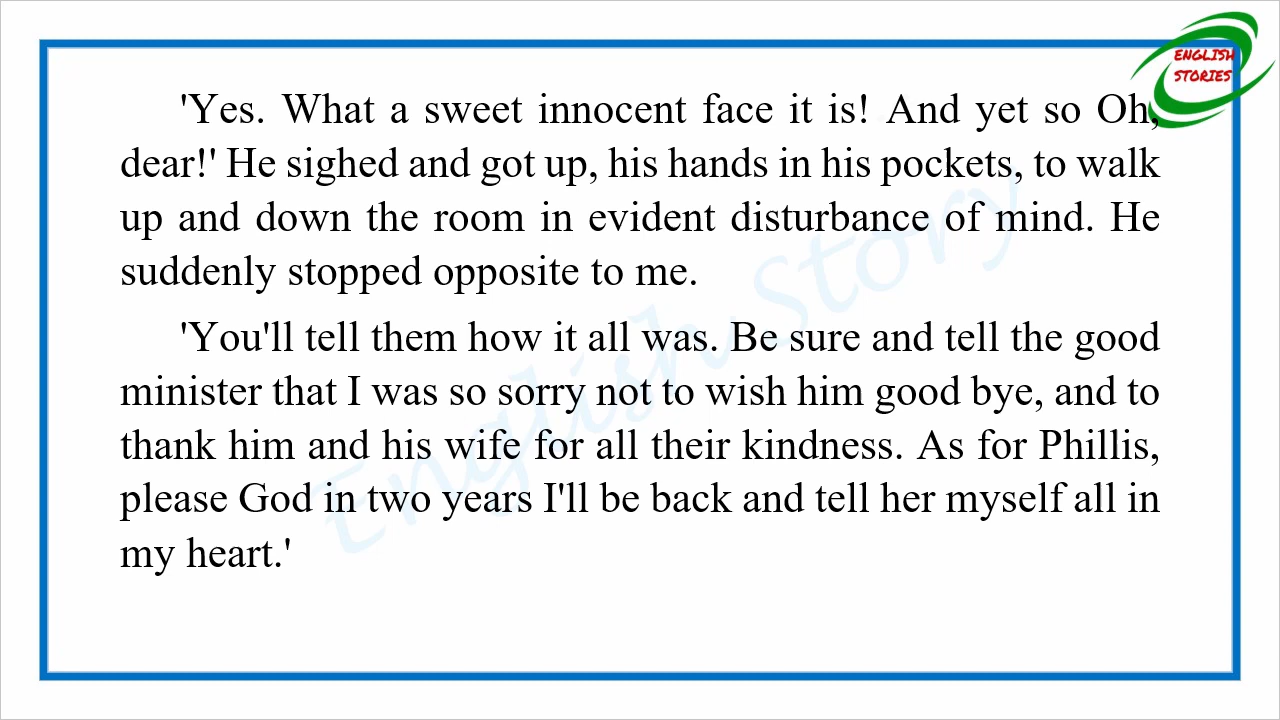 ENGLISH
STORIES
'Yes. What a sweet innocent face it is! And yet so Oh,
dear!' He sighed and got up, his hands in his pockets, to walk
up and down the room in evident disturbance of mind. He
suddenly stopped opposite to me.
'You'll tell them how it all was. Be sure and tell the good
minister that I was so sorry not to wish him good bye, and to
thank him and his wife for all their kindness. As for Phillis,
please God in two years I'll be back and tell her myself all in
my heart.'
English Story